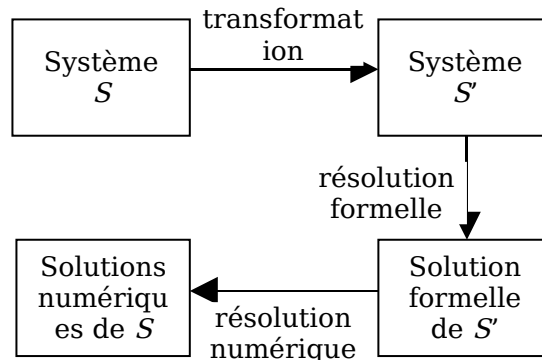 transformat
ion
Système
S
Système
S'
résolution
formelle
Solutions
numériqu
es de S
Solution
formelle
de S'
résolution
numérique